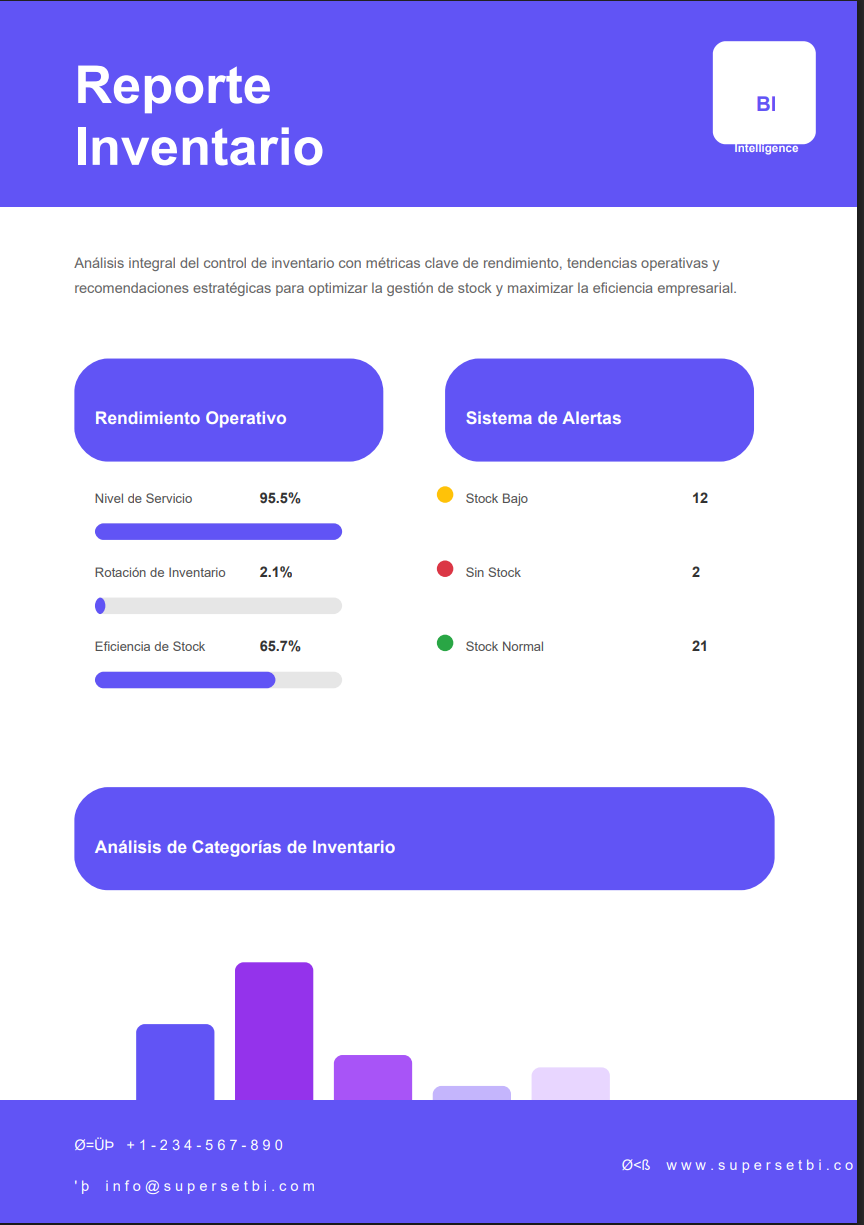 Reporte
Inventario
BI
Intelligence
Análisis integral del control de inventario con métricas clave de rendimiento, tendencias operativas y
recomendaciones estratégicas para optimizar la gestión de stock y maximizar la eficiencia empresarial.
Rendimiento Operativo
Sistema de Alertas
Nivel de Servicio 95.5%
Stock Bajo 12
Rotación de Inventario 2.1%
Sin Stock 2
Eficiencia de Stock 65.7%
Stock Normal 21
Análisis de Categorías de Inventario
Ø=ÜÞ +1-234-567-890
Ø<ß www.supersetbi.co
'þ info@supersetbi.com